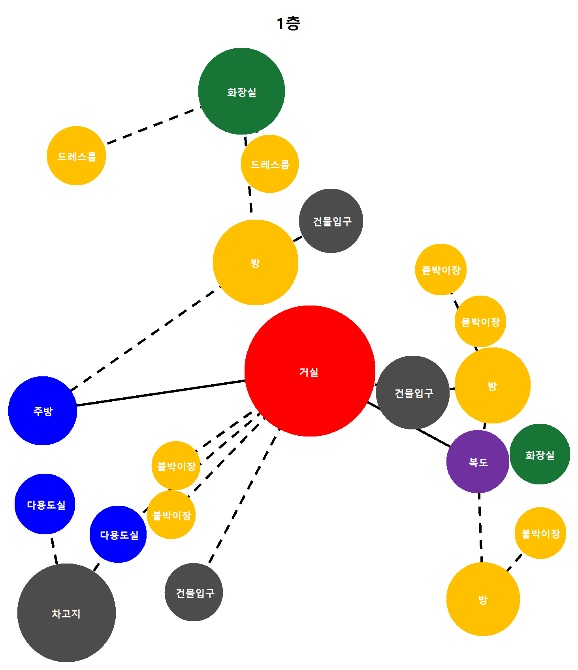 1층
화장실
드레스룸
드레스룸
건물입구
방
붙박이장
붙박이장
거실
건물입구
방
주방
복도
화장실
붙박이장
다용도실
붙박이장
다용도실
붙박이장
건물입구
방
차고지